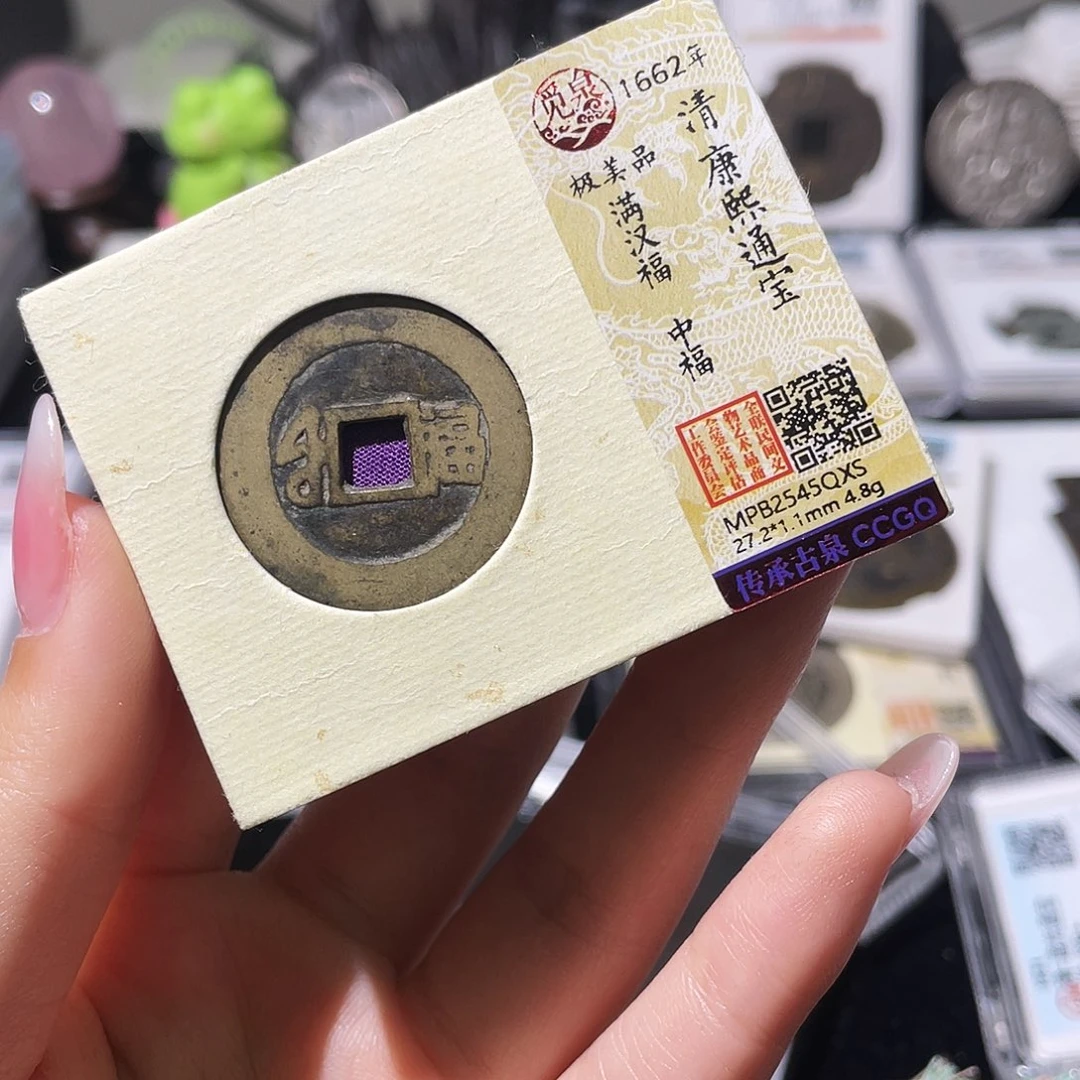 觅泉
1662年
清 康熙通宝
极美品
满汉福
中福
全联民间文
物艺术品商
会鉴定评估
工作委员会
MPB2545QXS
27.2*1.1mm 4.8g
传承古泉 CCGQ